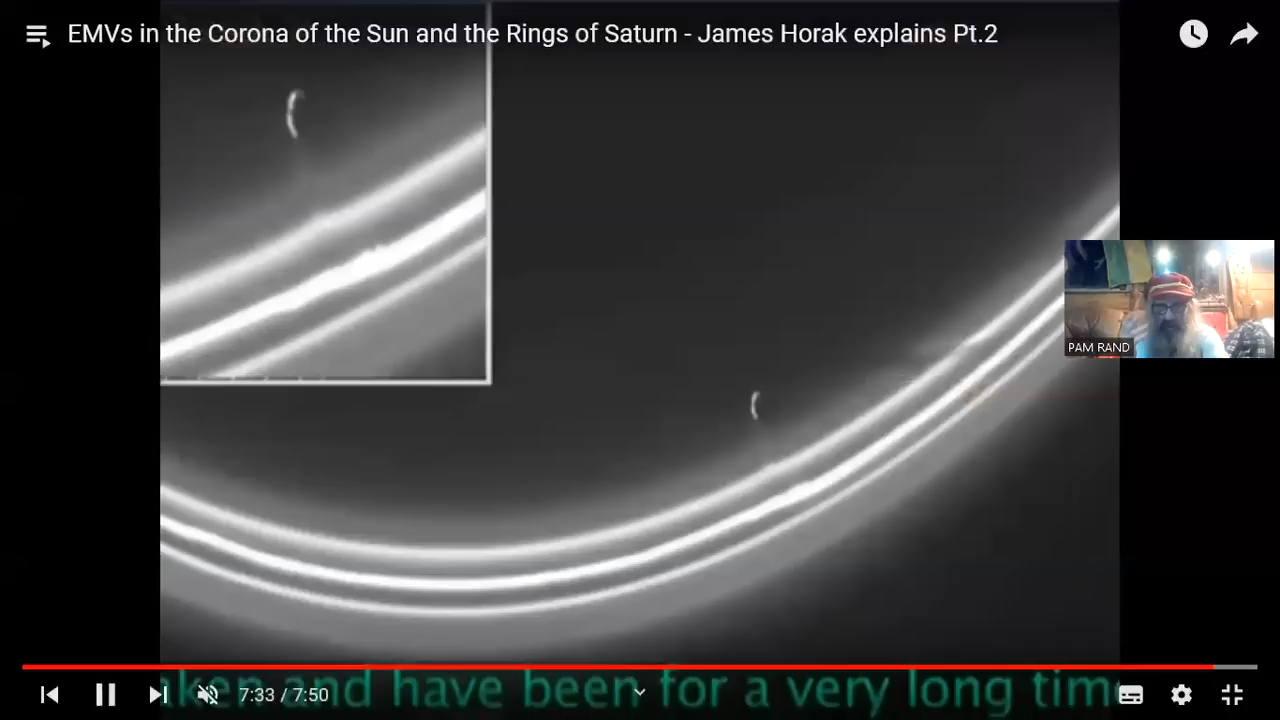 EMVs in the Corona of the Sun and the Rings of Saturn - James Horak explains Pt.2
PAM RAND
aken and have been for a very long tim
7:33 / 7:50